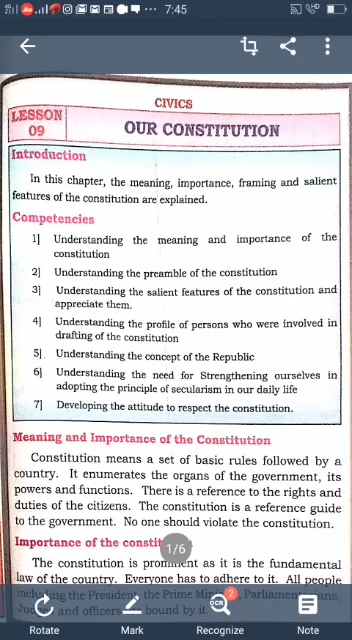 7:45
CIVICS
LESSON
09
OUR CONSTITUTION
Introduction
In this chapter, the meaning, importance, framing and salient
features of the constitution are explained.
Competencies
1] Understanding the meaning and importance of the
constitution
2] Understanding the preamble of the constitution
3] Understanding the salient features of the constitution and
appreciate them.
4] Understanding the profile of persons who were involved in
drafting of the constitution
5] Understanding the concept of the Republic
6] Understanding the need for Strengthening ourselves in
adopting the principle of secularism in our daily life
7] Developing the attitude to respect the constitution.
Meaning and Importance of the Constitution
Constitution means a set of basic rules followed by a
country. It enumerates the organs of the government, its
powers and functions. There is a reference to the rights and
duties of the citizens. The constitution is a reference guide
to the government. No one should violate the constitution.
Importance of the constit
1/6
The constitution is prominent as it is the fundamental
law of the country. Everyone has to adhere to it. All people
including the President, the Prime Parliamentarians,
and officers bound by it.
2
OCR
Rotate Mark Recognize Note